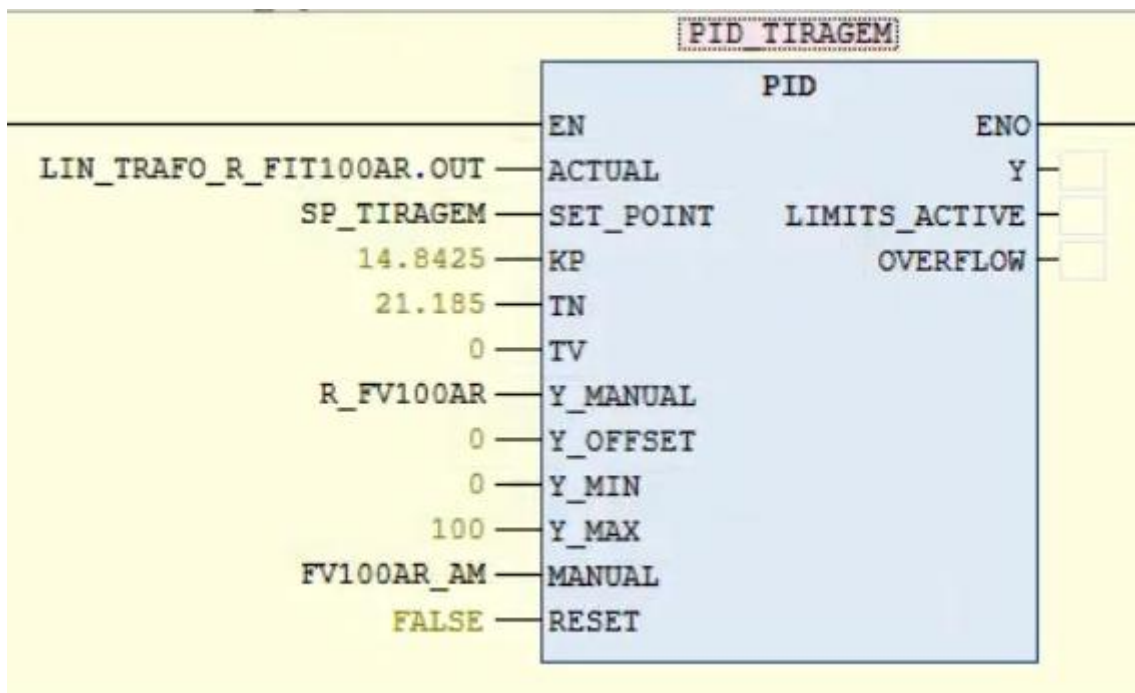 PID_TIRAGEM
PID
EN ENO
LIN_TRAFO_R_FIT100AR.OUT ACTUAL Y
SP_TIRAGEM SET_POINT LIMITS_ACTIVE
14.8425 KP OVERFLOW
21.185 TN
0 TV
R_FV100AR Y_MANUAL
0 Y_OFFSET
0 Y_MIN
100 Y_MAX
FV100AR_AM MANUAL
FALSE RESET